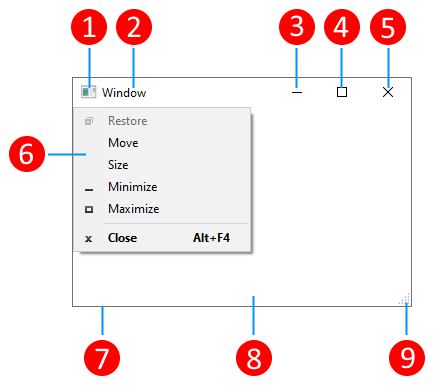 1 2 3 4 5
Window
Restore
Move
6
Size
Minimize
Maximize
x Close Alt+F4
7 8 9